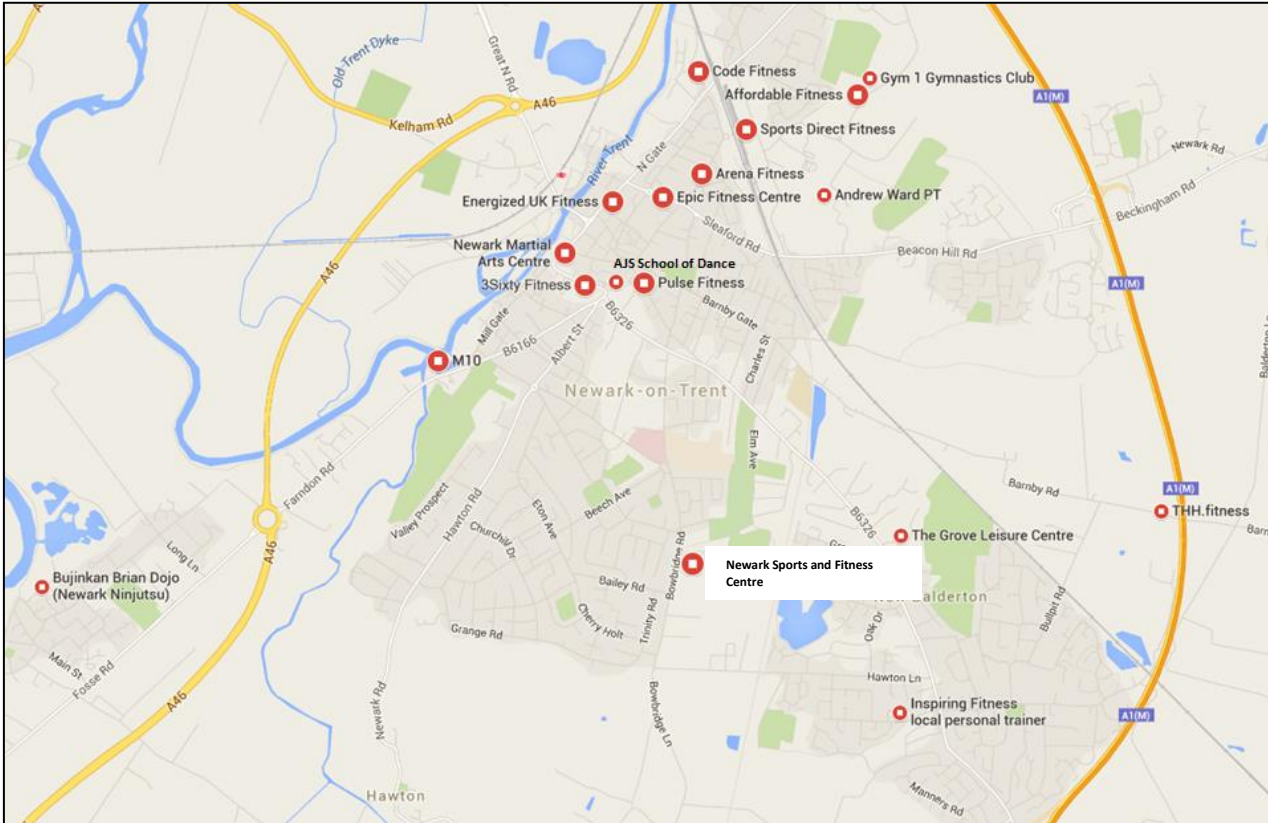 Old Trent Dyke
Great N Rd
A46
Kelham Rd
A46
River Trent
N Gate
Code Fitness
Gym 1 Gymnastics Club
Affordable Fitness
A1(M)
Sports Direct Fitness
Newark Rd
Arena Fitness
Beckingham Rd
Energized UK Fitness
Epic Fitness Centre
Andrew Ward PT
Sleaford Rd
Newark Martial
Arts Centre
Beacon Hill Rd
A46
AJS School of Dance
A1(M)
3Sixty Fitness
Pulse Fitness
B6326
Barnby Gate
Mill Gate
Albert St
B6166
Charles St
M10
Newark-on-Trent
Elm Ave
Farndon Rd
Barnby Rd
A1(M)
Valley Prospect
Hawton Rd
Eton Ave
Beech Ave
B6326
THH.fitness
Churchill Dr
The Grove Leisure Centre
Long Ln
A46
Bowbridge Rd
Newark Sports and Fitness
Centre
Bujinkan Brian Dojo
(Newark Ninjutsu)
Bailey Rd
Balderton
Bullpit Rd
Cherry Holt
Trinity Rd
Oak Dr
Grange Rd
Main St
Fosse Rd
Hawton Ln
A46
Newark Rd
Bowbridge Ln
Inspiring Fitness
local personal trainer
A1(M)
Hawton
Manners Rd